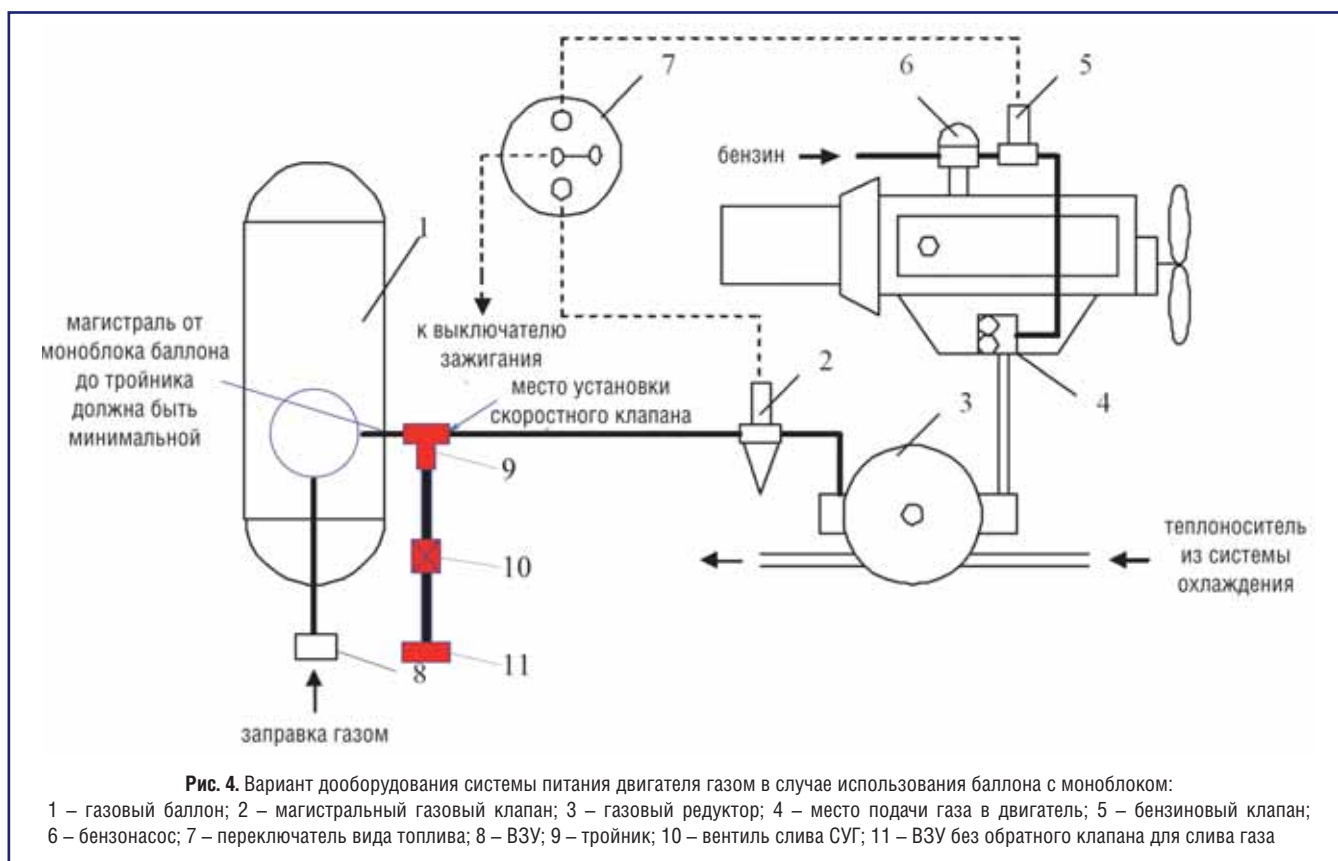 7
6
5
бензин
1
магистраль от
моноблока баллона
до тройника
должна быть
минимальной
к выключателю
зажигания
место установки
скоростного клапана
2
3
4
9
10
11
8
теплоноситель
из системы
охлаждения
заправка газом
Рис. 4. Вариант дооборудования системы питания двигателя газом в случае использования баллона с моноблоком:
1 – газовый баллон; 2 – магистральный газовый клапан; 3 – газовый редуктор; 4 – место подачи газа в двигатель; 5 – бензиновый клапан;
6 – бензонасос; 7 – переключатель вида топлива; 8 – ВЗУ; 9 – тройник; 10 – вентиль слива СУГ; 11 – ВЗУ без обратного клапана для слива газа